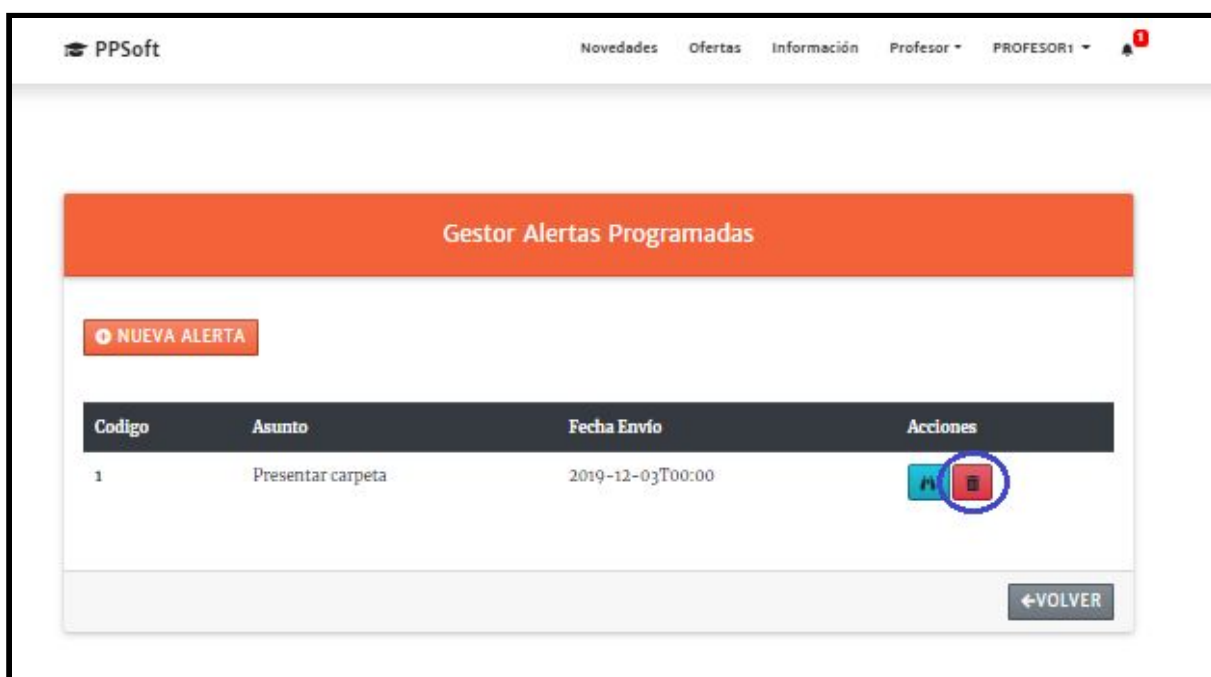 PPSoft Novedades Ofertas Información Profesor PROFESOR1 1
Gestor Alertas Programadas
NUEVA ALERTA
Codigo Asunto Fecha Envío Acciones
1 Presentar carpeta 2019-12-03T00:00
VOLVER